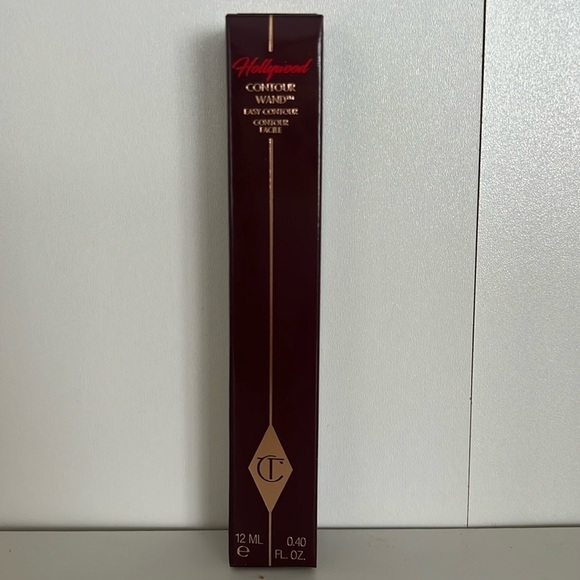 Hollywood
CONTOUR
WAND™
EASY CONTOUR
CONTOUR
FACILE
CT
12 ML 0.40
e FL. OZ.